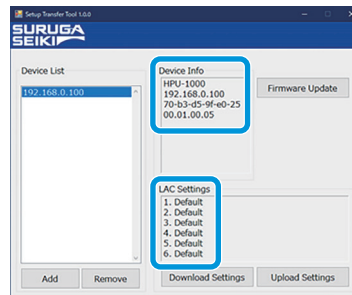 Setup Transfer Tool 1.0.0
SURUGA
SEIKI
Device List
192.168.0.100
Device Info
HPU-1000
192.168.0.100
70-b3-d5-9f-e0-25
00.01.00.05
Firmware Update
LAC Settings
1. Default
2. Default
3. Default
4. Default
5. Default
6. Default
Add
Remove
Download Settings
Upload Settings